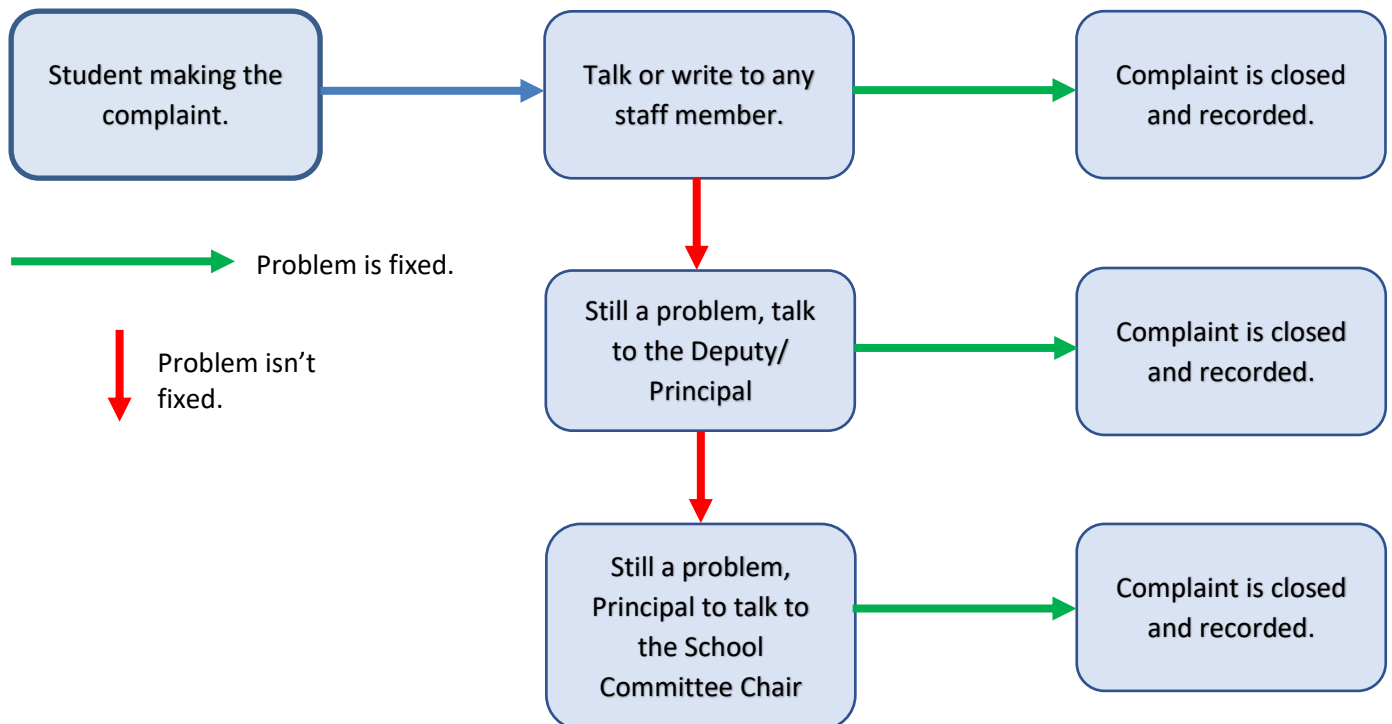 Student making the
complaint.
Talk or write to any
staff member.
Complaint is closed
and recorded.
Problem is fixed.
Problem isn’t
fixed.
Still a problem, talk
to the Deputy/
Principal
Complaint is closed
and recorded.
Still a problem,
Principal to talk to
the School
Committee Chair
Complaint is closed
and recorded.